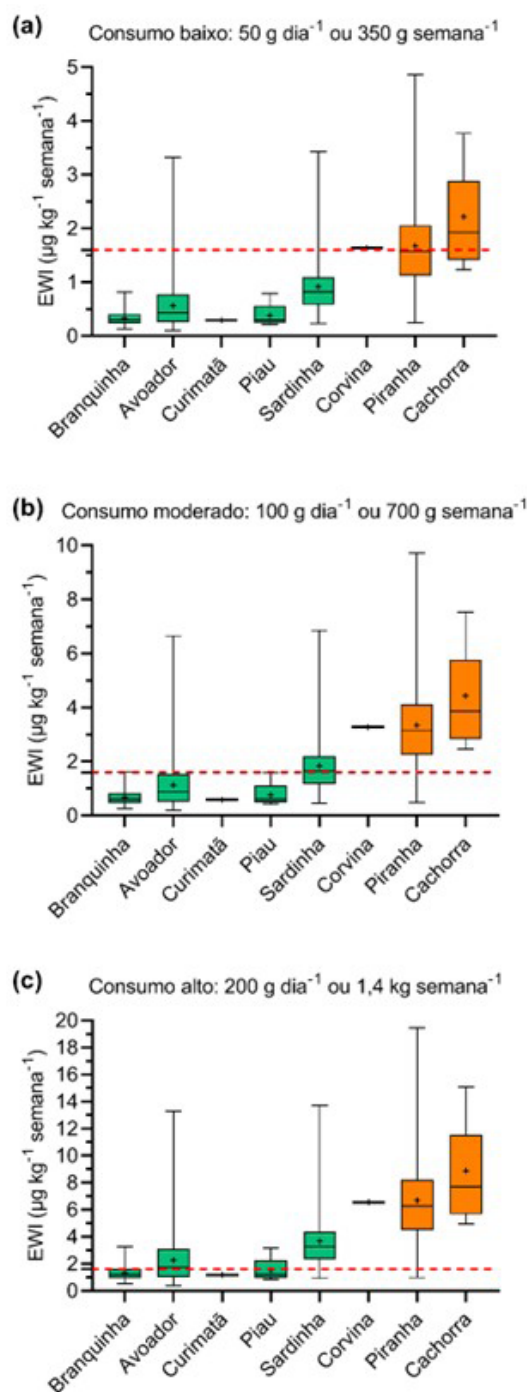 (a) Consumo baixo: 50 g dia⁻¹ ou 350 g semana⁻¹
EWI (µg kg⁻¹ semana⁻¹)
5
4
3
2
1
0
Branquinha
Avoador
Curimatã
Piau
Sardinha
Corvina
Piranha
Cachorra
(b) Consumo moderado: 100 g dia⁻¹ ou 700 g semana⁻¹
EWI (µg kg⁻¹ semana⁻¹)
10
8
6
4
2
0
Branquinha
Avoador
Curimatã
Piau
Sardinha
Corvina
Piranha
Cachorra
(c) Consumo alto: 200 g dia⁻¹ ou 1,4 kg semana⁻¹
EWI (µg kg⁻¹ semana⁻¹)
20
18
16
14
12
10
8
6
4
2
0
Branquinha
Avoador
Curimatã
Piau
Sardinha
Corvina
Piranha
Cachorra